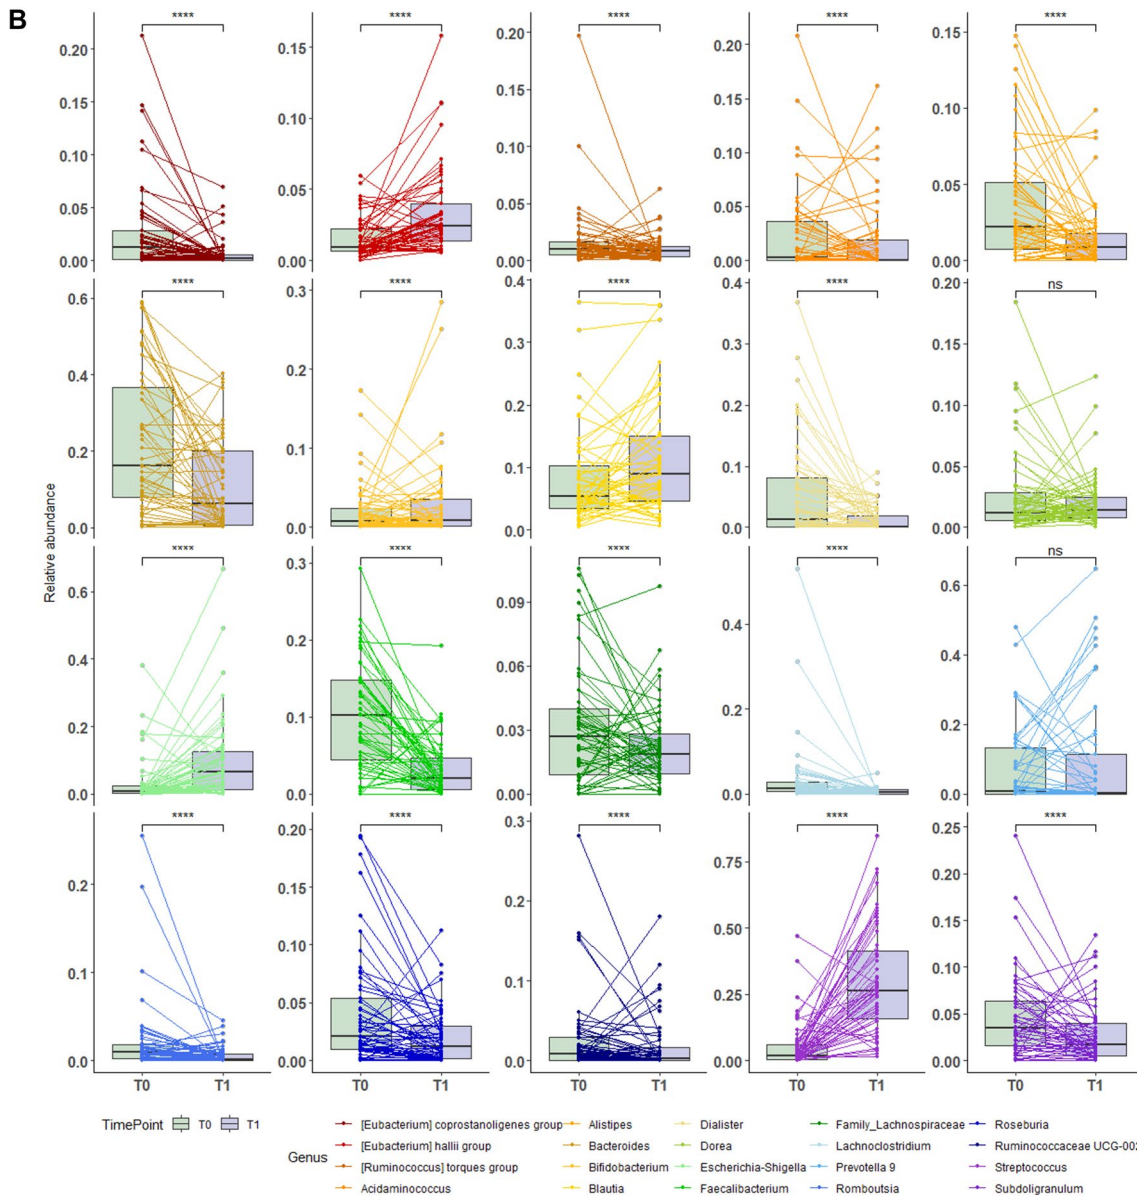 B
**** **** **** **** ****
0.20 0.15 0.10 0.05 0.00
0.15 0.10 0.05 0.00
0.20 0.15 0.10 0.05 0.00
0.20 0.15 0.10 0.05 0.00
0.15 0.10 0.05 0.00
**** **** **** **** ns
0.6 0.4 0.2 0.0
0.3 0.2 0.1 0.0
0.4 0.3 0.2 0.1 0.0
0.4 0.3 0.2 0.1 0.0
0.20 0.15 0.10 0.05 0.00
Relative abundance
**** **** **** **** ns
0.6 0.4 0.2 0.0
0.3 0.2 0.1 0.0
0.09 0.06 0.03 0.00
0.4 0.2 0.0
0.6 0.4 0.2 0.0
**** **** **** **** ****
0.2 0.1 0.0
0.20 0.15 0.10 0.05 0.00
0.3 0.2 0.1 0.0
0.75 0.50 0.25 0.00
0.25 0.20 0.15 0.10 0.05 0.00
T0 T1 T0 T1 T0 T1 T0 T1 T0 T1
TimePoint T0 T1
Genus
[Eubacterium] coprostanoligenes group
[Eubacterium] hallii group
[Ruminococcus] torques group
Acidaminococcus
Alistipes
Bacteroides
Bifidobacterium
Blautia
Dialister
Dorea
Escherichia-Shigella
Faecalibacterium
Family_Lachnospiraceae
Lachnoclostridium
Prevotella 9
Romboutsia
Roseburia
Ruminococcaceae UCG-002
Streptococcus
Subdoligranulum